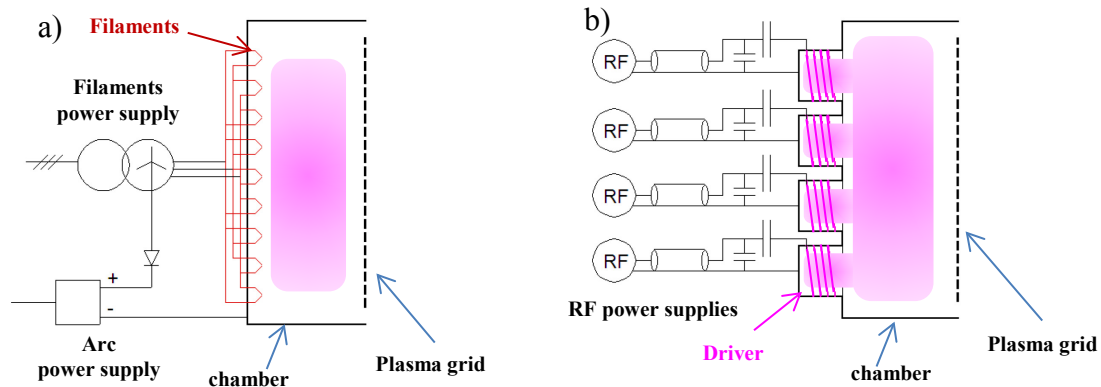 a)
Filaments
Filaments
power supply
+
-
Arc
power supply
chamber
Plasma grid
b)
RF
RF
RF
RF
RF power supplies
Driver
chamber
Plasma grid